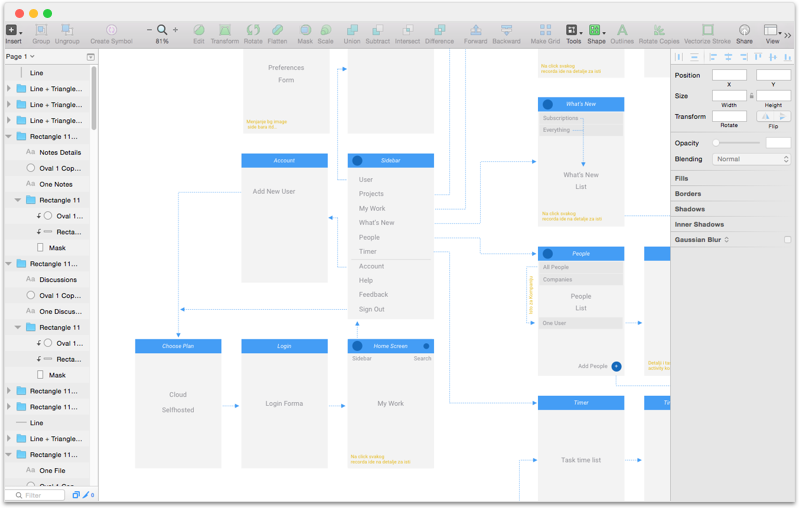 Insert
Group
Ungroup
Create Symbol
81%
Edit
Transform
Rotate
Flatten
Mask
Scale
Union
Subtract
Intersect
Difference
Forward
Backward
Make Grid
Tools
Shape
Outlines
Rotate Copies
Vectorize Stroke
Share
View
Page 1
Line
Line + Triangle...
Line + Triangle...
Line + Triangle...
Rectangle 11...
Aa Notes Details
Oval 1 Cop...
Aa One Notes
Rectangle 11
Oval 1...
Recta...
Mask
Rectangle 11...
Aa Discussions
Oval 1 Cop...
Aa One Discus...
Rectangle 11
Oval 1...
Recta...
Mask
Rectangle 11...
Rectangle 11...
Line
Line + Triangle...
Rectangle 11...
Aa One File
Filter
0
Preferences
Form
Account
Add New User
Sidebar
User
Projects
My Work
What's New
People
Timer
Account
Help
Feedback
Sign Out
Choose Plan
Cloud
Selfhosted
Login
Login Forma
Home Screen
Sidebar
Search
My Work
What's New
Subscriptions
Everything
What's New
List
People
All People
Companies
People
List
One User
Add People
+
Timer
Task time list
Position
X
Y
Size
Width
Height
Transform
Rotate
Flip
Opacity
Blending
Normal
Fills
Borders
Shadows
Inner Shadows
Gaussian Blur